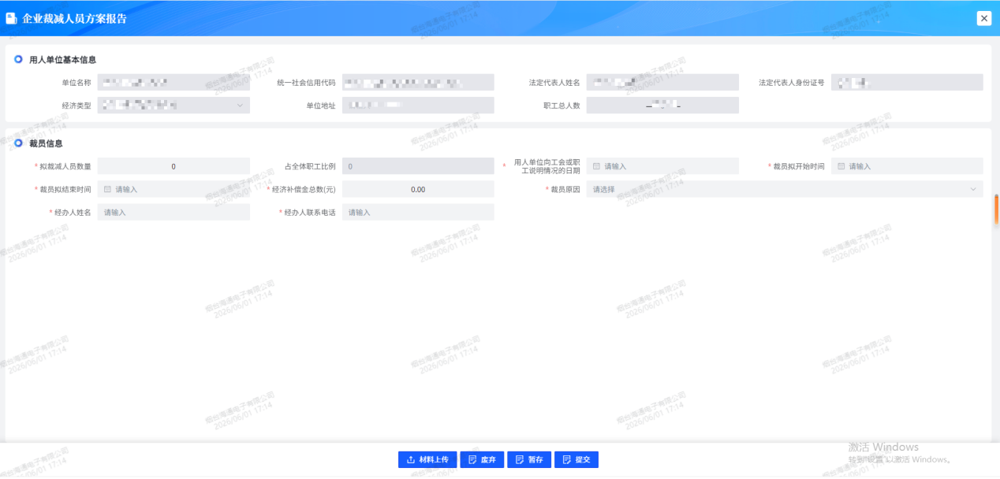 企业裁减人员方案报告
用人单位基本信息
单位名称 统一社会信用代码 法定代表人姓名 法定代表人身份证号
经济类型 单位地址 职工总人数
裁员信息
* 拟裁减人员数量 0 占全体职工比例 0 * 用人单位向工会或职工说明情况的日期 请输入 * 裁员拟开始时间 请输入
* 裁员拟结束时间 请输入 * 经济补偿金总数(元) 0.00 * 裁员原因 请选择
* 经办人姓名 请输入 * 经办人联系电话 请输入
材料上传 废弃 暂存 提交
激活 Windows
转到"设置"以激活 Windows。
烟台海通电子有限公司
2026/06/01 17:14